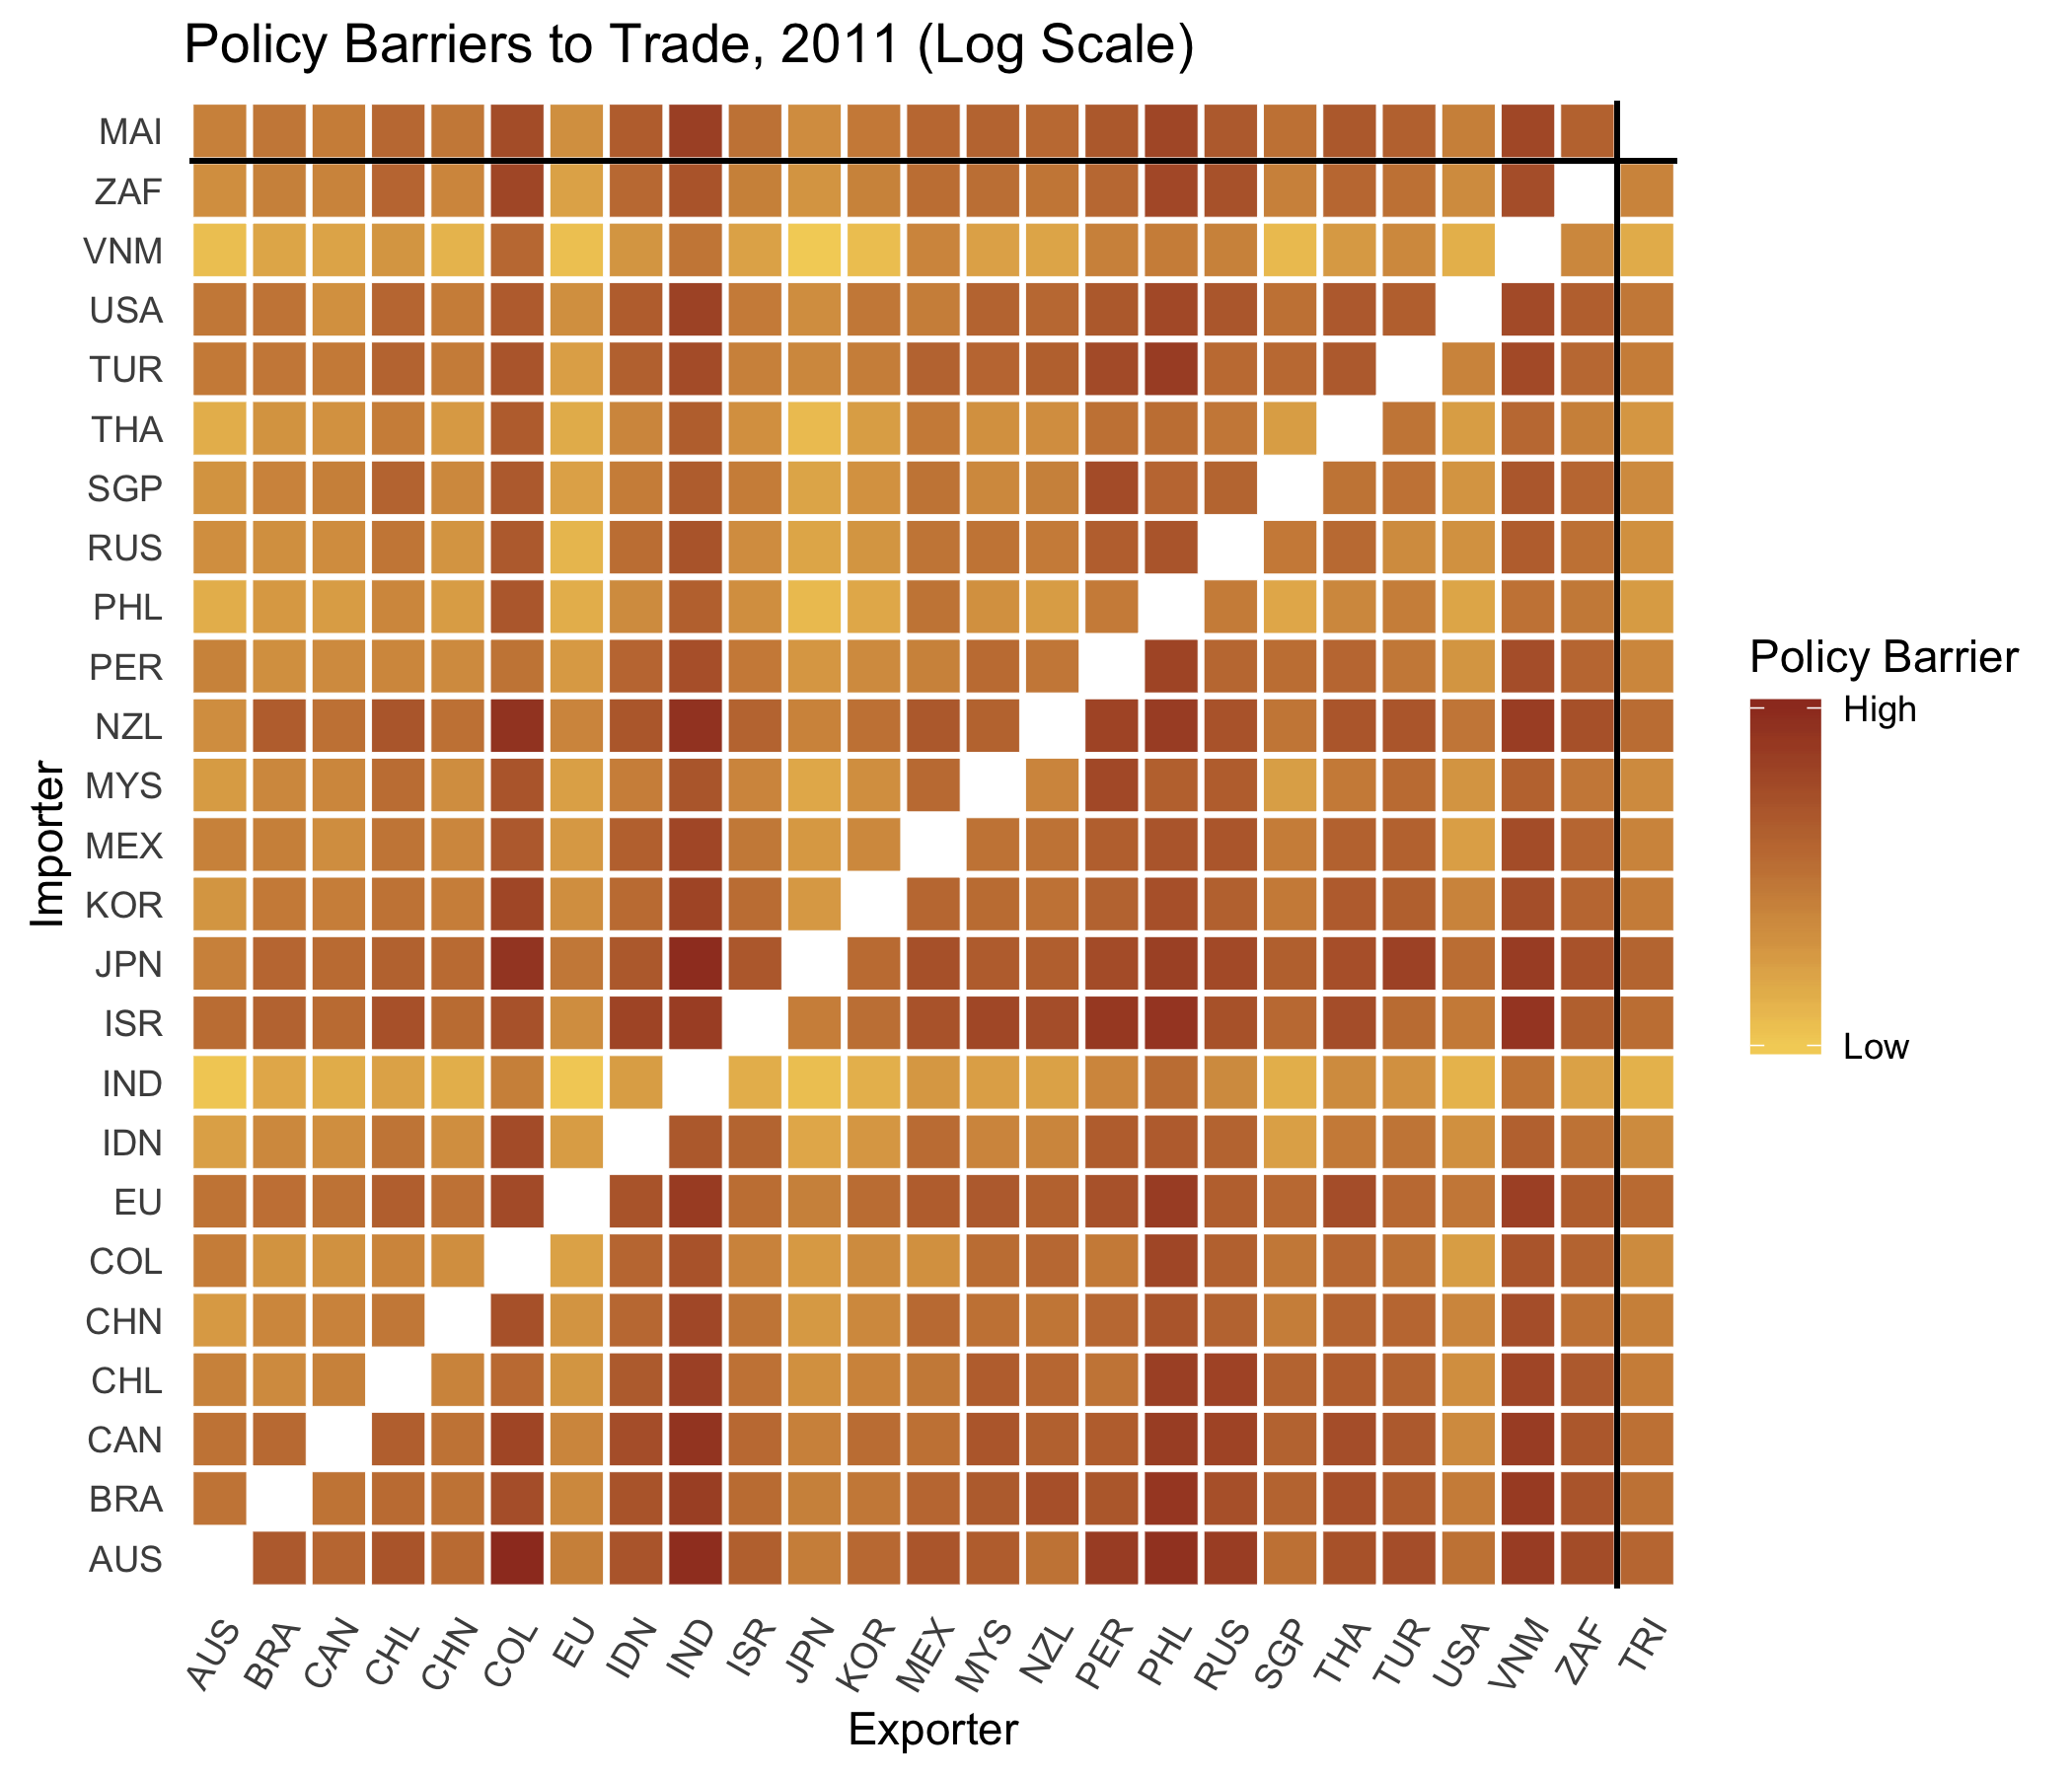 Policy Barriers to Trade, 2011 (Log Scale)
MAI
ZAF
VNM
USA
TUR
THA
SGP
RUS
PHL
PER
NZL
MYS
MEX
KOR
JPN
ISR
IND
IDN
EU
COL
CHN
CHL
CAN
BRA
AUS
Importer
AUS BRA CAN CHL CHN COL EU IDN IND ISR JPN KOR MEX MYS NZL PER PHL RUS SGP THA TUR USA VNM ZAF TRI
Exporter
Policy Barrier
High
Low